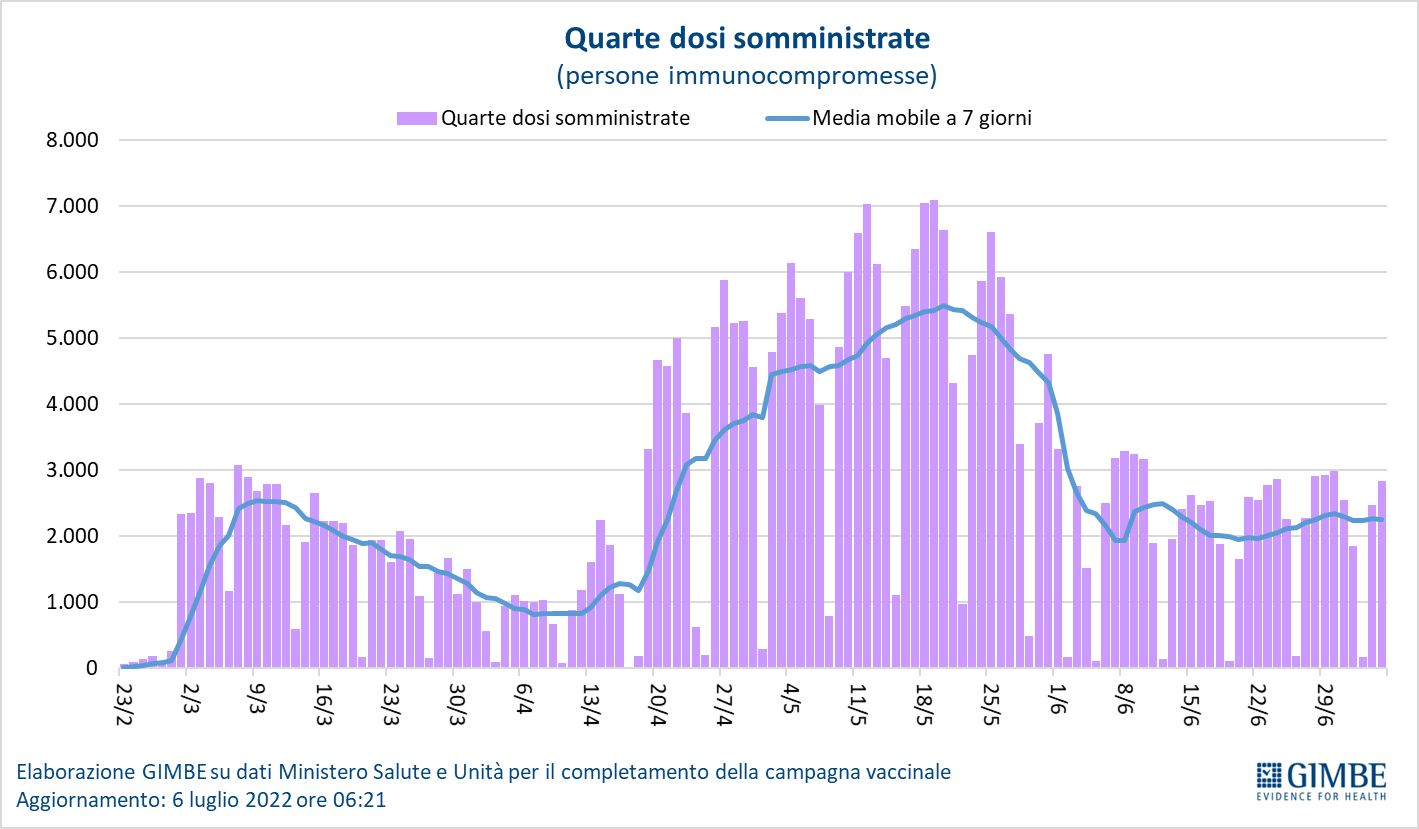 Quarte dosi somministrate
(persone immunocompromesse)
Quarte dosi somministrate Media mobile a 7 giorni
8.000
7.000
6.000
5.000
4.000
3.000
2.000
1.000
0
23/2 2/3 9/3 16/3 23/3 30/3 6/4 13/4 20/4 27/4 4/5 11/5 18/5 25/5 1/6 8/6 15/6 22/6 29/6
Elaborazione GIMBE su dati Ministero Salute e Unità per il completamento della campagna vaccinale
Aggiornamento: 6 luglio 2022 ore 06:21
GIMBE
EVIDENCE FOR HEALTH